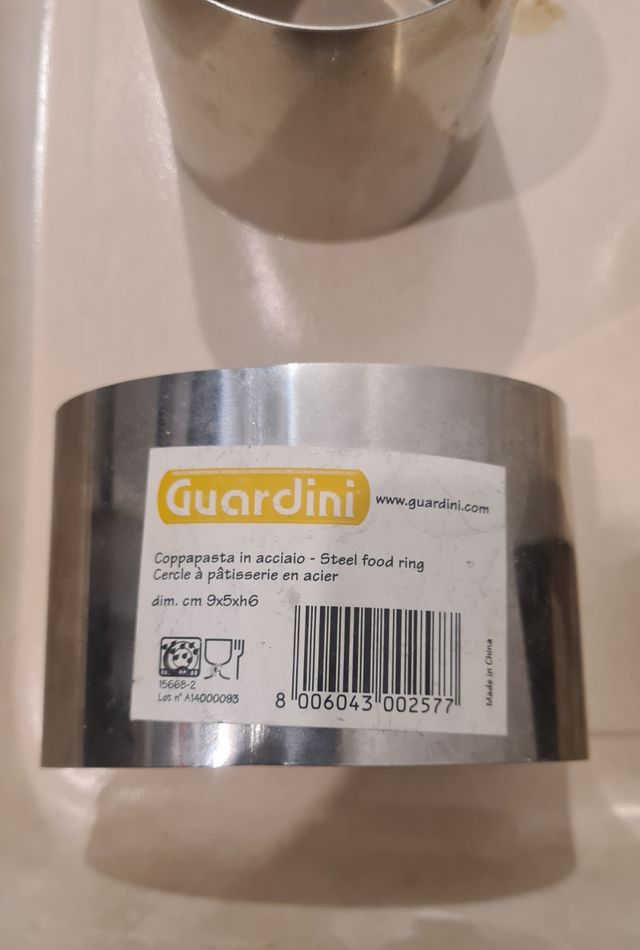 Guardini www.guardini.com
Coppapasta in acciaio - Steel food ring
Cercle à pâtisserie en acier
dim. cm 9x5xh6
15668-2
Lot n° A14000093
8 006043 002577
Made in China